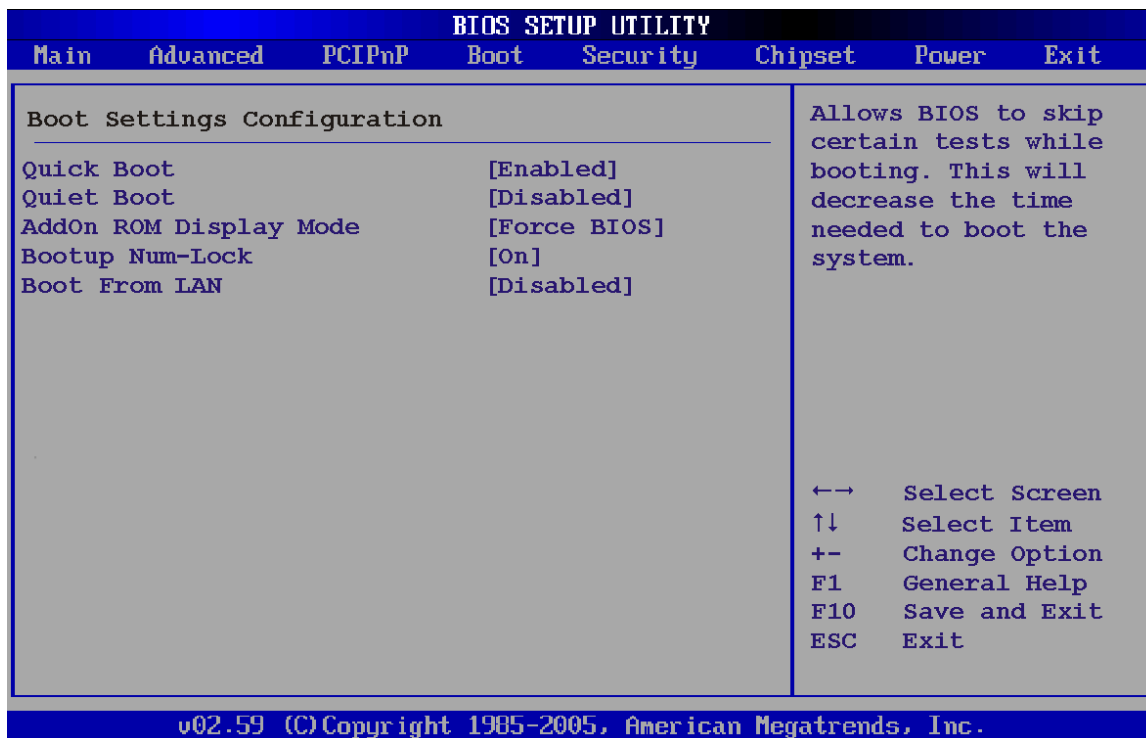 BIOS SETUP UTILITY
Main Advanced PCIPnP Boot Security Chipset Power Exit
Boot Settings Configuration
Quick Boot [Enabled]
Quiet Boot [Disabled]
AddOn ROM Display Mode [Force BIOS]
Bootup Num-Lock [On]
Boot From LAN [Disabled]
Allows BIOS to skip
certain tests while
booting. This will
decrease the time
needed to boot the
system.
←→ Select Screen
↑↓ Select Item
+- Change Option
F1 General Help
F10 Save and Exit
ESC Exit
v02.59 (C)Copyright 1985-2005, American Megatrends, Inc.